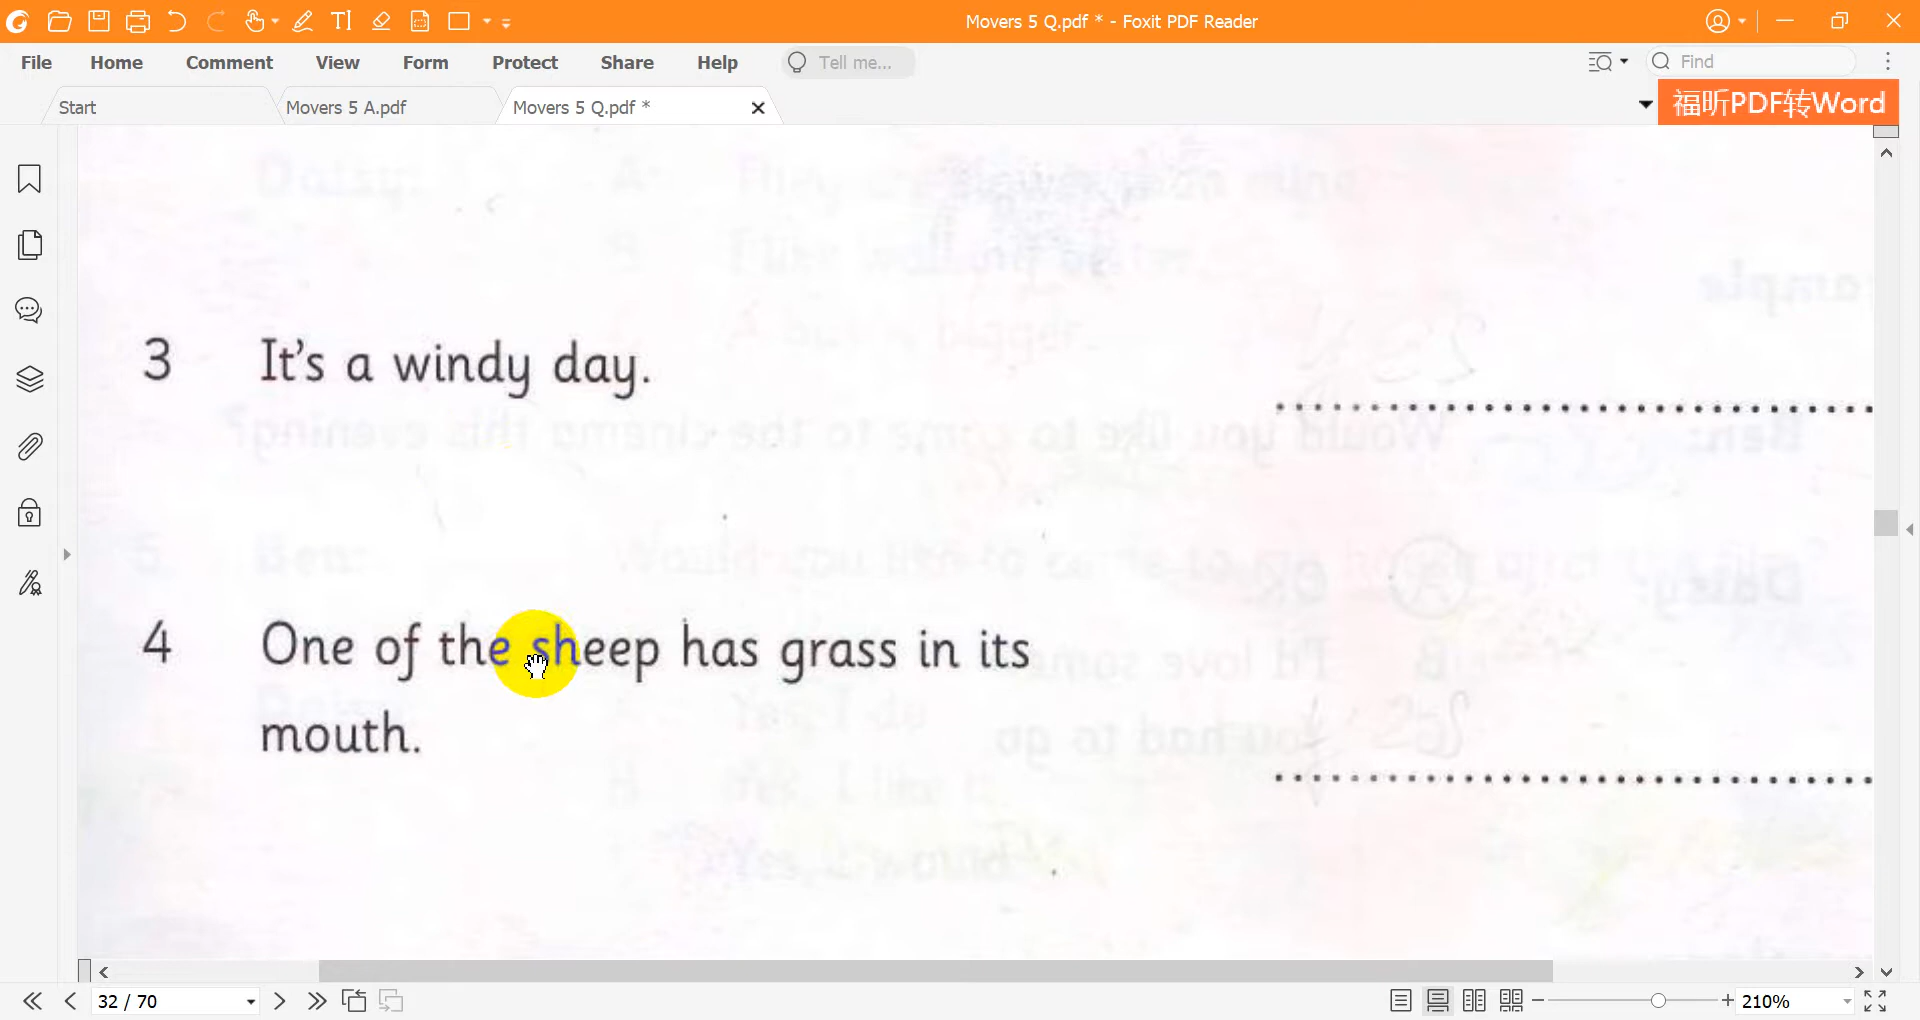 Movers 5 Q.pdf * - Foxit PDF Reader
File Home Comment View Form Protect Share Help Tell me... Find
Start Movers 5 A.pdf Movers 5 Q.pdf * 福昕PDF转Word
3 It's a windy day.
4 One of the sheep has grass in its
mouth.
32 / 70 210%